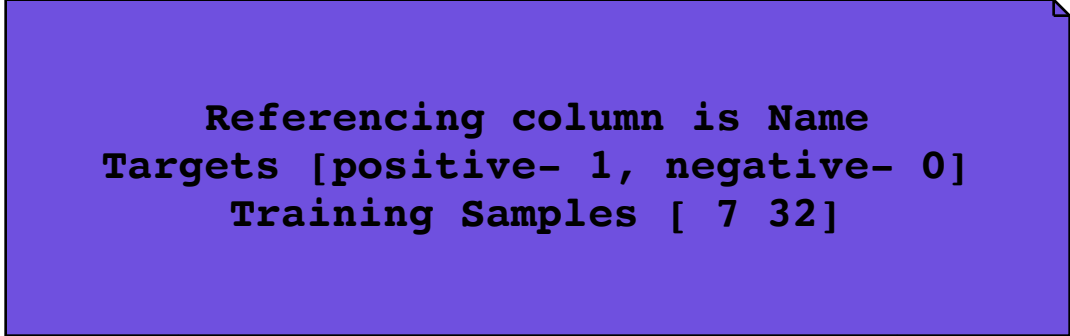 Referencing column is Name
Targets [positive- 1, negative- 0]
Training Samples [ 7 32]